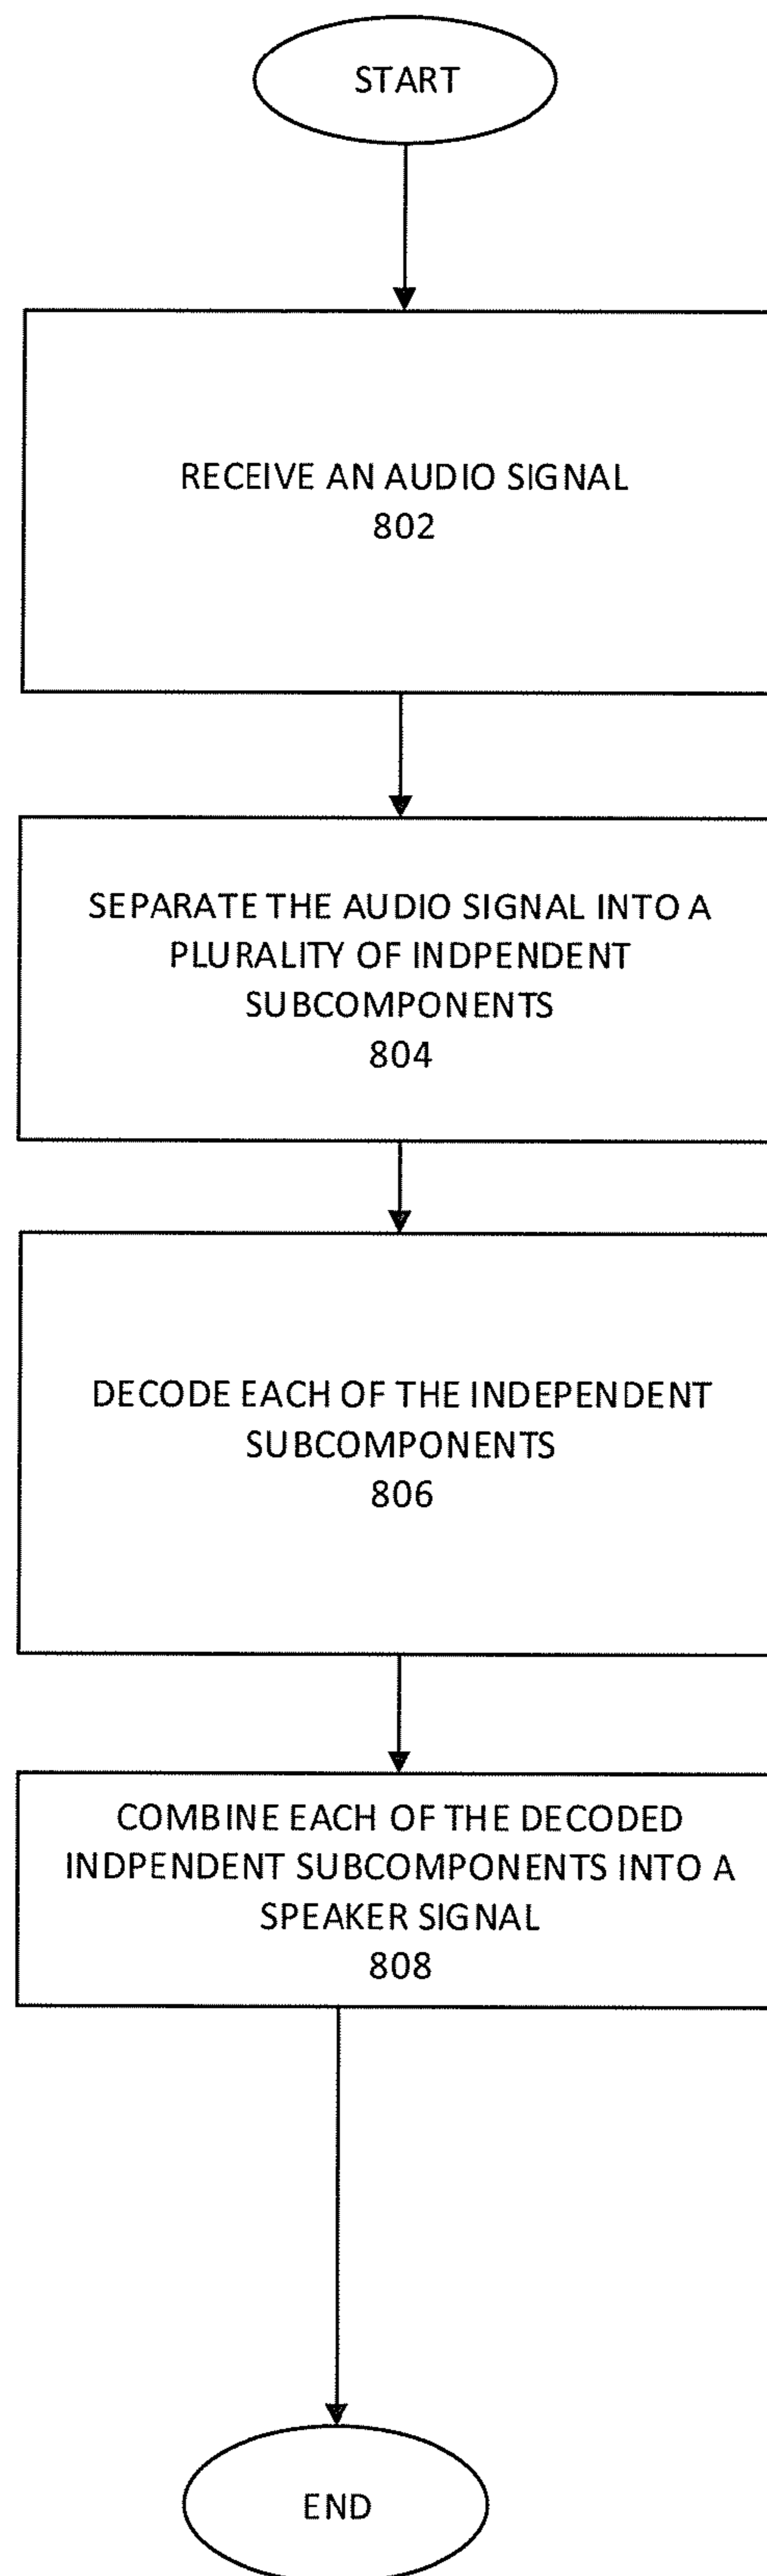 START
RECEIVE AN AUDIO SIGNAL
802
SEPARATE THE AUDIO SIGNAL INTO A
PLURALITY OF INDPENDENT
SUBCOMPONENTS
804
DECODE EACH OF THE INDEPENDENT
SUBCOMPONENTS
806
COMBINE EACH OF THE DECODED
INDPENDENT SUBCOMPONENTS INTO A
SPEAKER SIGNAL
808
END